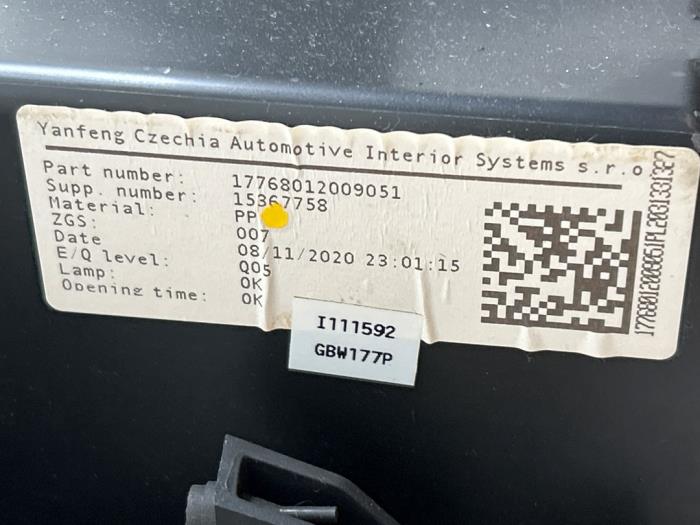 Yanfeng Czechia Automotive Interior Systems s.r.o.
Part number: 17768012009051
Supp. number: 15367758
Material: PP
ZGS: 007
Date 08/11/2020 23:01:15
E/Q level: Q05
Lamp: OK
Opening time: OK
I111592
GBW177P